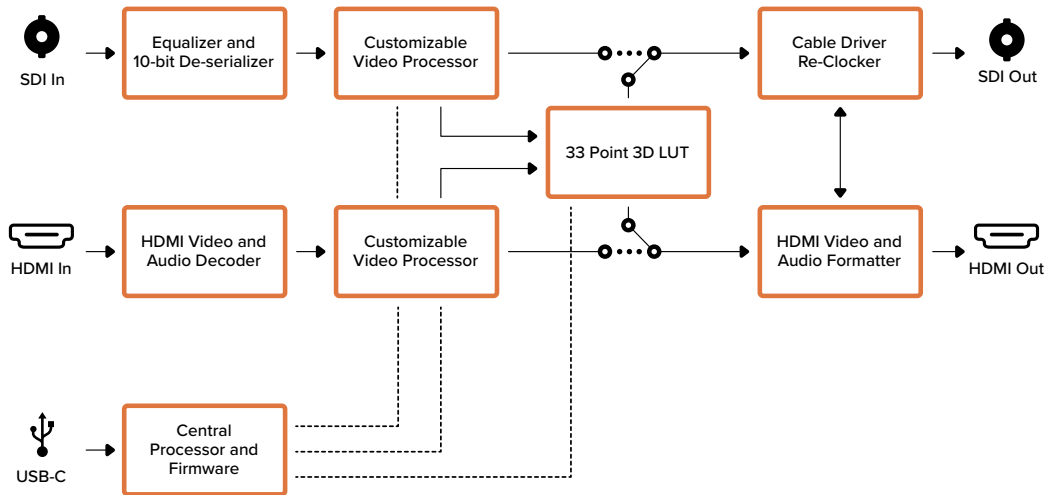 SDI In
Equalizer and
10-bit De-serializer
Customizable
Video Processor
Cable Driver
Re-Clocker
SDI Out
33 Point 3D LUT
HDMI In
HDMI Video and
Audio Decoder
Customizable
Video Processor
HDMI Video and
Audio Formatter
HDMI Out
USB-C
Central
Processor and
Firmware